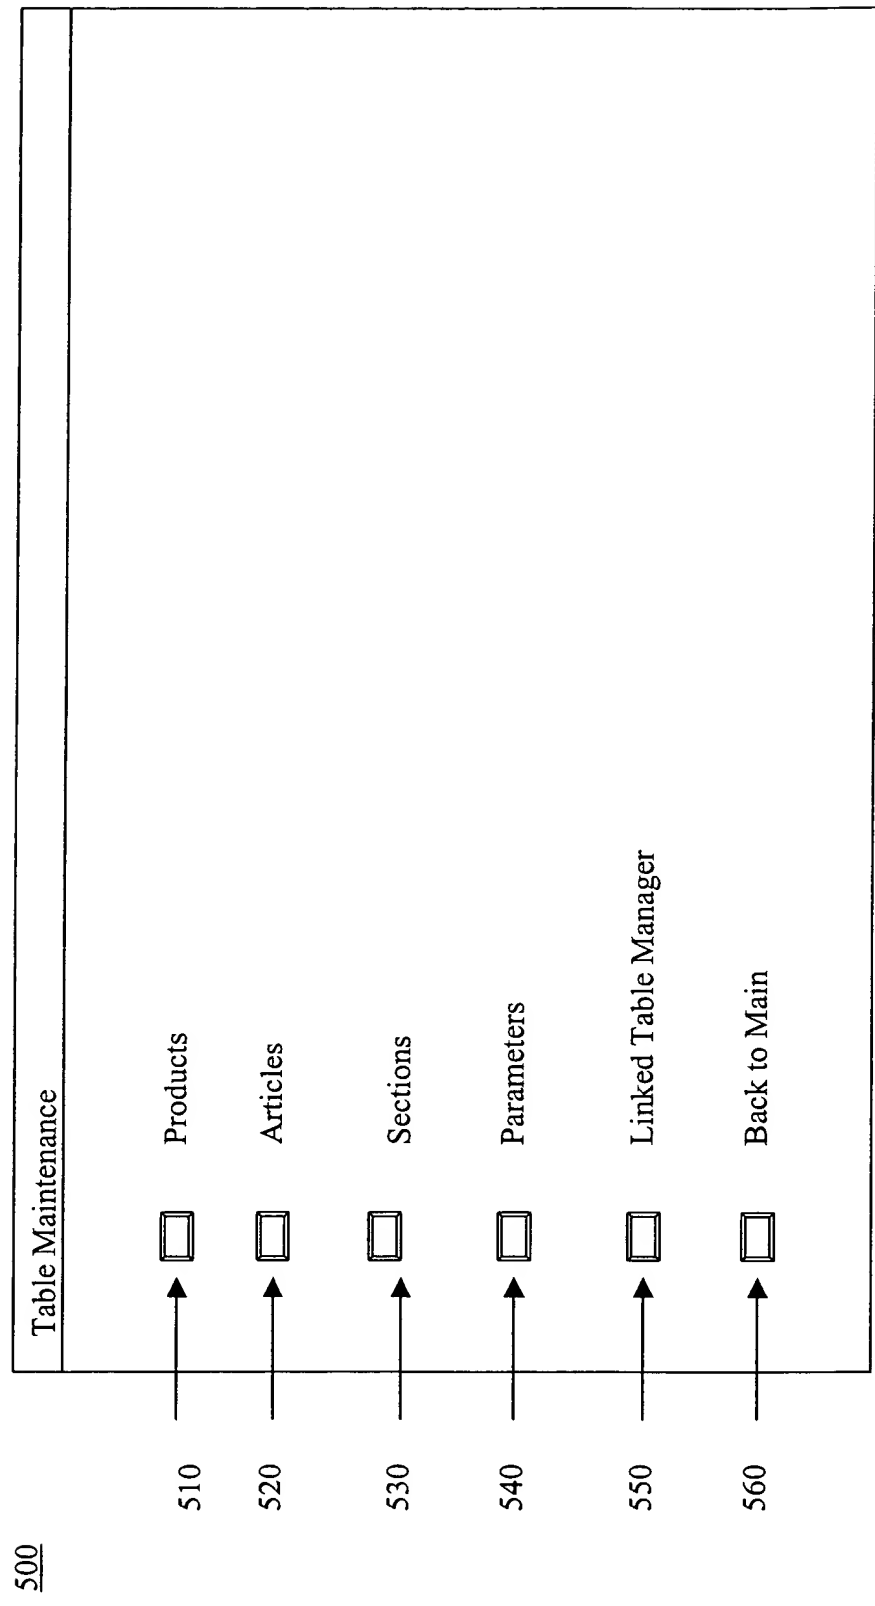 500
Table Maintenance
510 Products
520 Articles
530 Sections
540 Parameters
550 Linked Table Manager
560 Back to Main